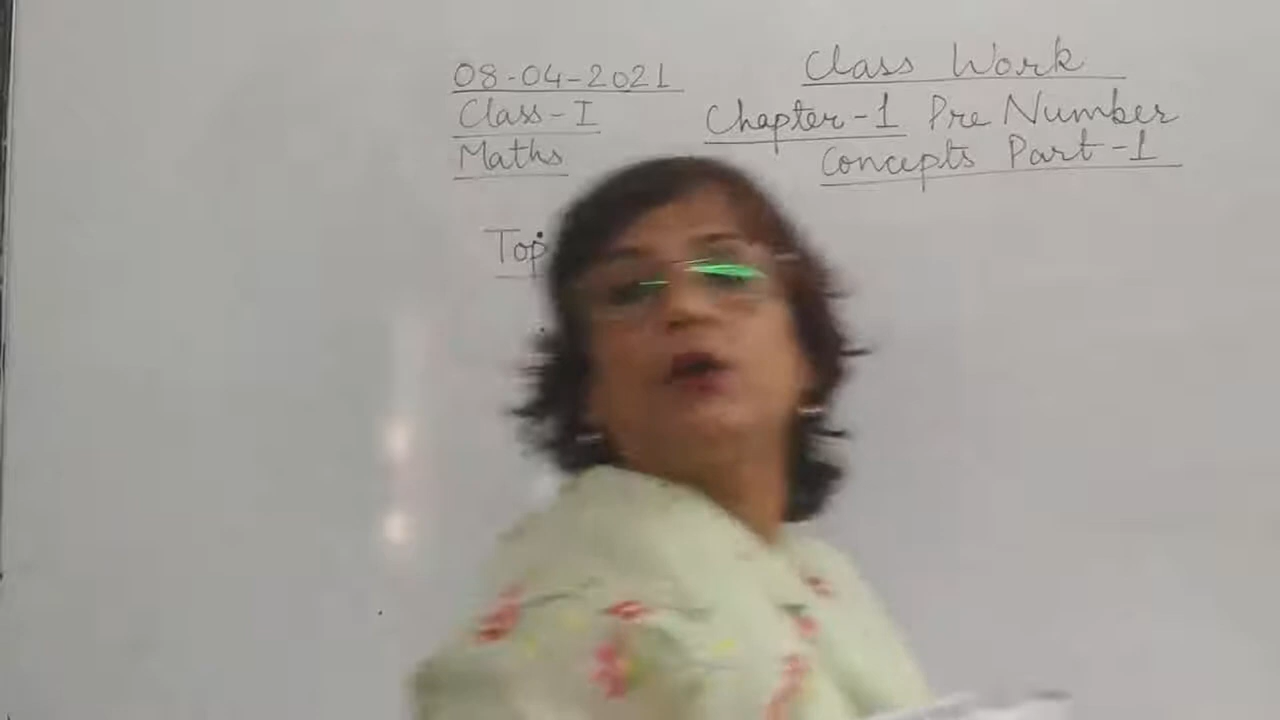 08-04-2021 Class Work
Class-I Chapter-1 Pre Number
Maths Concepts Part-1